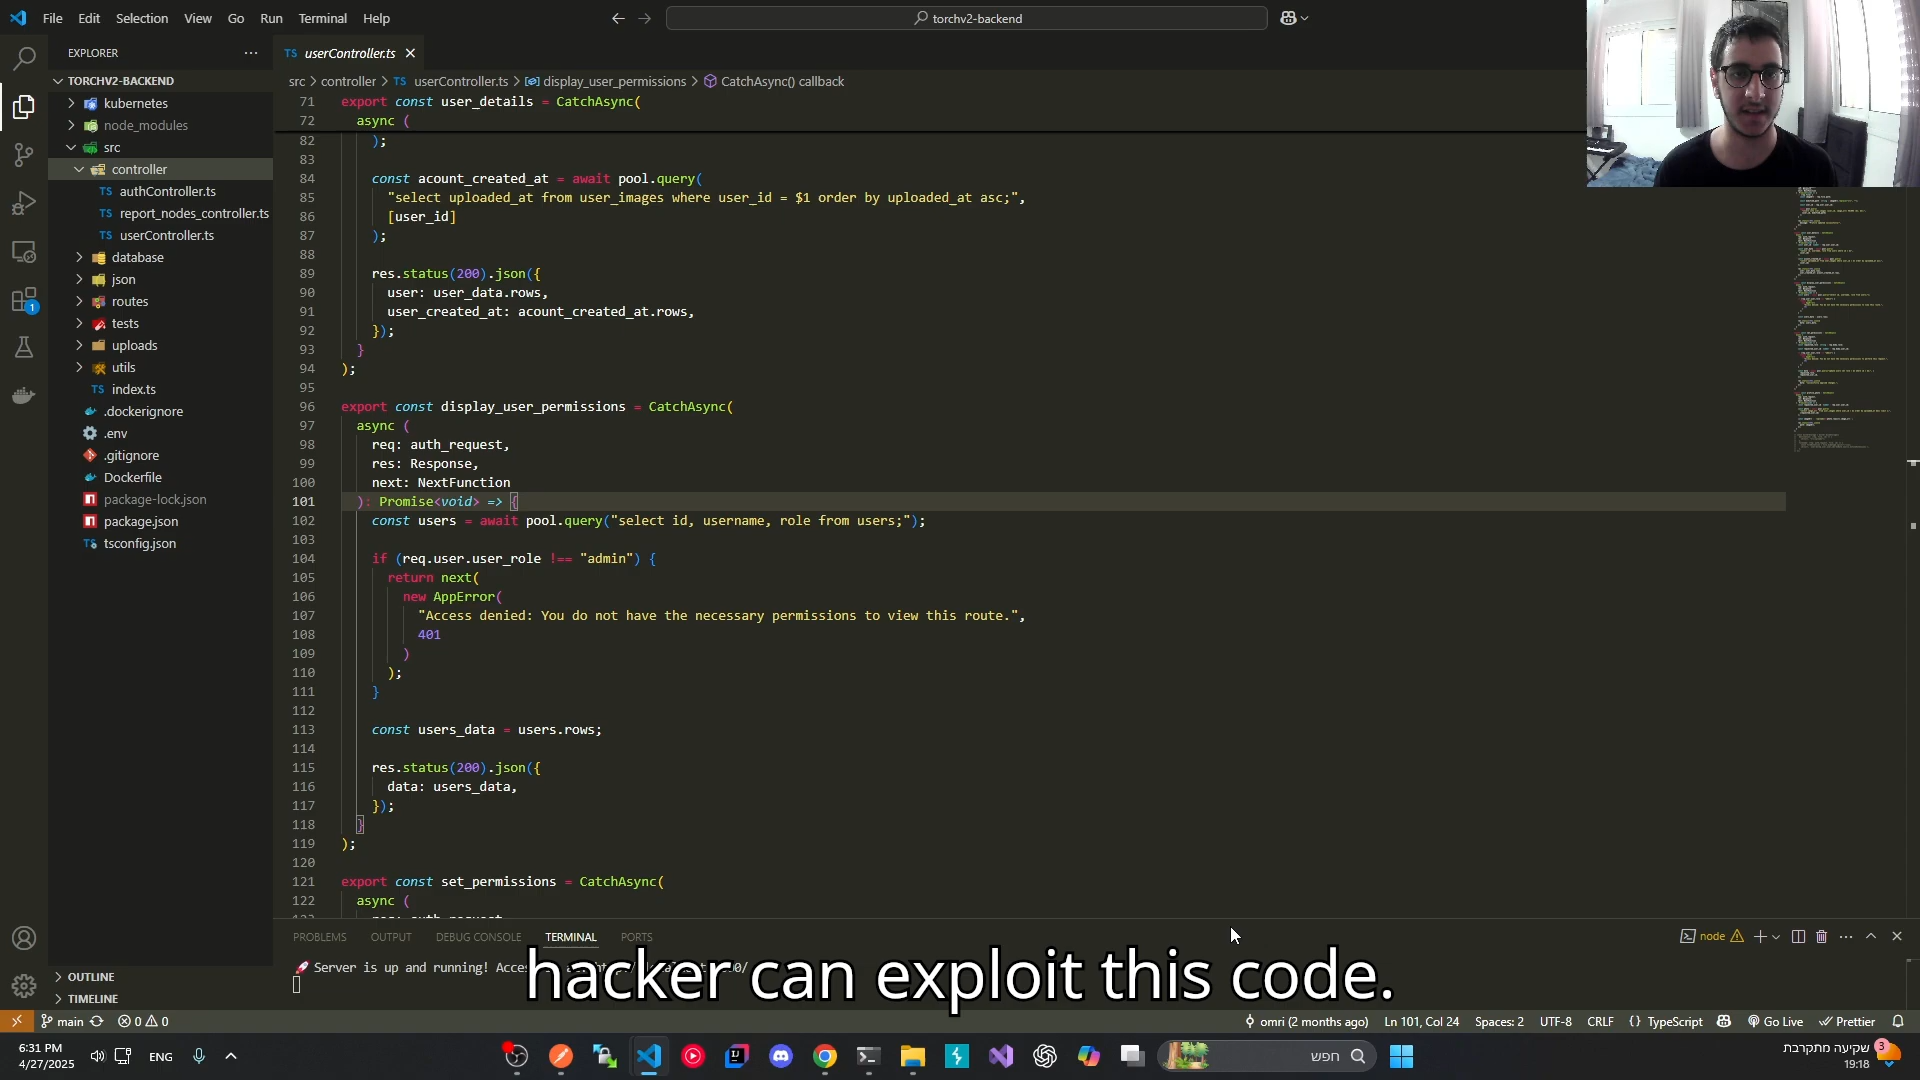 File Edit Selection View Go Run Terminal Help
torchv2-backend
EXPLORER
TORCHV2-BACKEND
kubernetes
node_modules
src
controller
authController.ts
report_nodes_controller.ts
userController.ts
database
json
routes
tests
uploads
utils
TS index.ts
.dockerignore
.env
.gitignore
Dockerfile
package-lock.json
package.json
tsconfig.json
OUTLINE
TIMELINE
TS userController.ts
src > controller > TS userController.ts > display_user_permissions > CatchAsync() callback
71 export const user_details = CatchAsync(
72 async (
82 );
83
84 const acount_created_at = await pool.query(
85 "select uploaded_at from user_images where user_id = $1 order by uploaded_at asc;",
86 [user_id]
87 );
88
89 res.status(200).json({
90 user: user_data.rows,
91 user_created_at: acount_created_at.rows,
92 });
93 }
94 );
95
96 export const display_user_permissions = CatchAsync(
97 async (
98 req: auth_request,
99 res: Response,
100 next: NextFunction
101 ): Promise<void> => {
102 const users = await pool.query("select id, username, role from users;");
103
104 if (req.user.user_role !== "admin") {
105 return next(
106 new AppError(
107 "Access denied: You do not have the necessary permissions to view this route.",
108 401
109 )
110 );
111 }
112
113 const users_data = users.rows;
114
115 res.status(200).json({
116 data: users_data,
117 });
118 }
119 );
120
121 export const set_permissions = CatchAsync(
122 async (
PROBLEMS OUTPUT DEBUG CONSOLE TERMINAL PORTS
node
Server is up and running!
hacker can exploit this code.
main 0 0
omri (2 months ago) Ln 101, Col 24 Spaces: 2 UTF-8 CRLF {} TypeScript Go Live Prettier
6:31 PM
4/27/2025
ENG
חפש
שקיעה מתקרבת
19:18
3